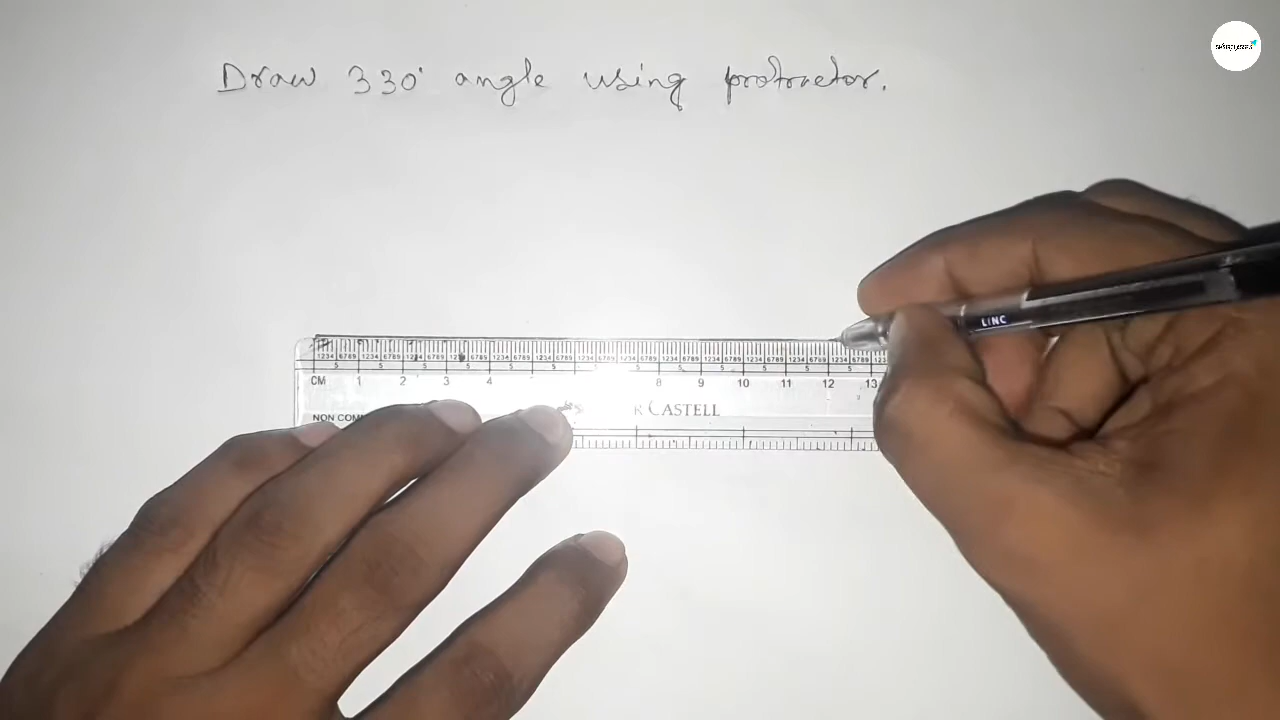 Draw 330° angle using protractor.
LINC
CM 1 2 3 4 8 9 10 11 12 13
CASTELL